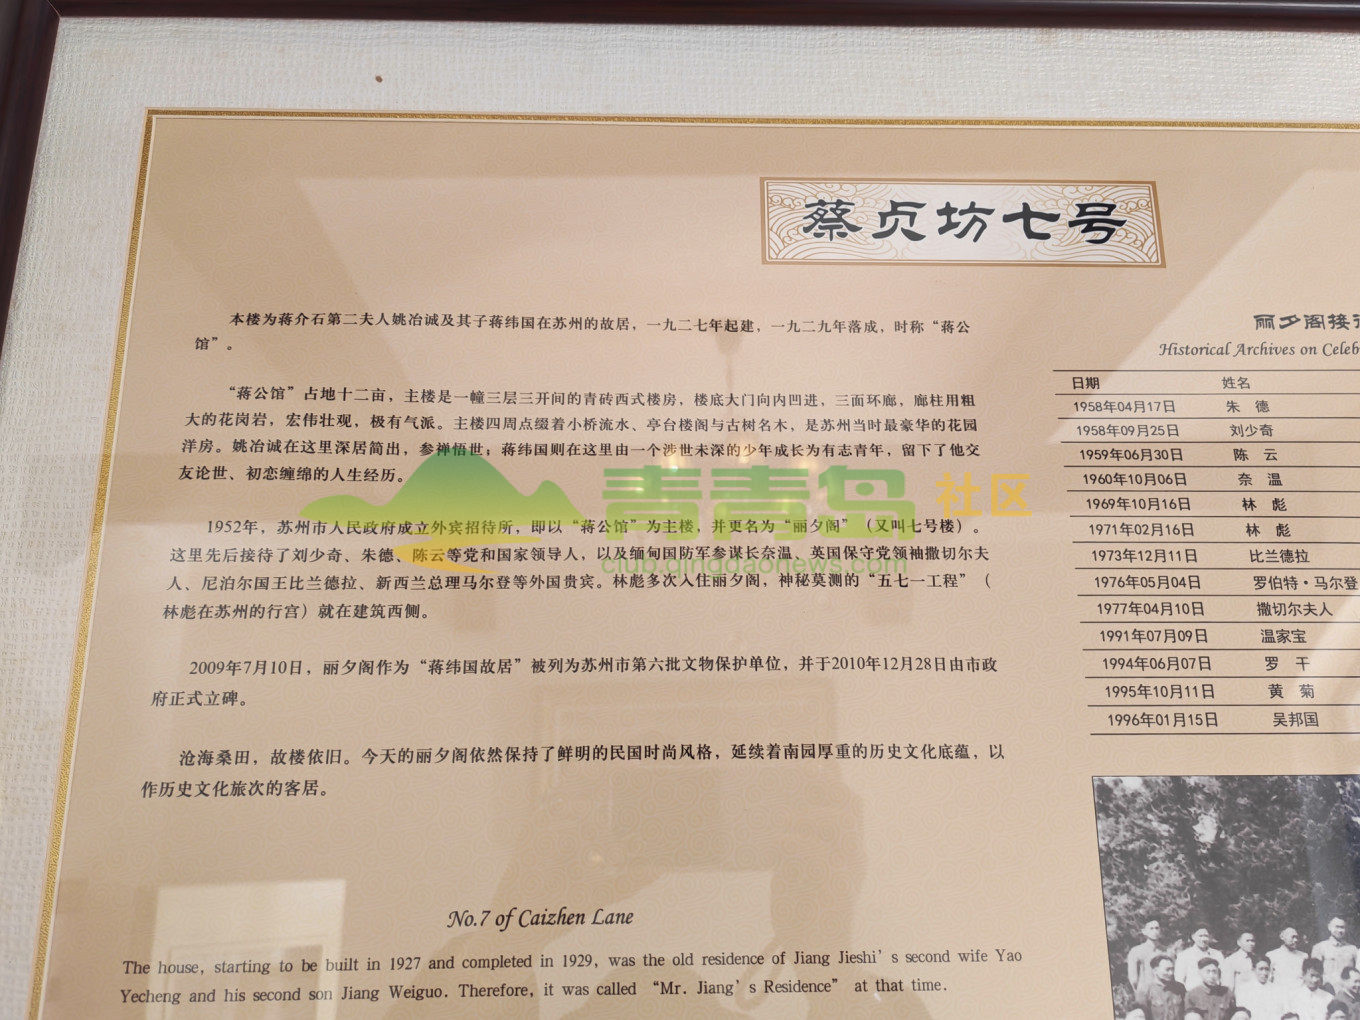 蔡贞坊七号
本楼为蒋介石第二夫人姚冶诚及其子蒋纬国在苏州的故居，一九二七年起建，一九二九年落成，时称“蒋公
馆”。
“蒋公馆”占地十二亩，主楼是一幢三层三开间的青砖西式楼房，楼底大门向内凹进，三面环廊，廊柱用粗
大的花岗岩，宏伟壮观，极有气派。主楼四周点缀着小桥流水、亭台楼阁与古树名木，是苏州当时最豪华的花园
洋房。姚冶诚在这里深居简出，参禅悟世；蒋纬国则在这里由一个涉世未深的少年成长为有志青年，留下了他交
友论世、初恋缠绵的人生经历。
1952年，苏州市人民政府成立外宾招待所，即以“蒋公馆”为主楼，并更名为“丽夕阁”（又叫七号楼）。
这里先后接待了刘少奇、朱德、陈云等党和国家领导人，以及缅甸国防军参谋长奈温、英国保守党领袖撒切尔夫
人、尼泊尔国王比兰德拉、新西兰总理马尔登等外国贵宾。林彪多次入住丽夕阁，神秘莫测的“五七一工程”（
林彪在苏州的行宫）就在建筑西侧。
2009年7月10日，丽夕阁作为“蒋纬国故居”被列为苏州市第六批文物保护单位，并于2010年12月28日由市政
府正式立碑。
沧海桑田，故楼依旧。今天的丽夕阁依然保持了鲜明的民国时尚风格，延续着南园厚重的历史文化底蕴，以
作历史文化旅次的客居。
No.7 of Caizhen Lane
The house, starting to be built in 1927 and completed in 1929, was the old residence of Jiang Jieshi’s second wife Yao
Yecheng and his second son Jiang Weiguo. Therefore, it was called “Mr. Jiang’s Residence” at that time.
丽夕阁接
Historical Archives on Celeb
日期 姓名
1958年04月17日 朱 德
1958年09月25日 刘少奇
1959年06月30日 陈 云
1960年10月06日 奈 温
1969年10月16日 林 彪
1971年02月16日 林 彪
1973年12月11日 比兰德拉
1976年05月04日 罗伯特·马尔登
1977年04月10日 撒切尔夫人
1991年07月09日 温家宝
1994年06月07日 罗 干
1995年10月11日 黄 菊
1996年01月15日 吴邦国
青青岛 社区
club.qingdaonews.com